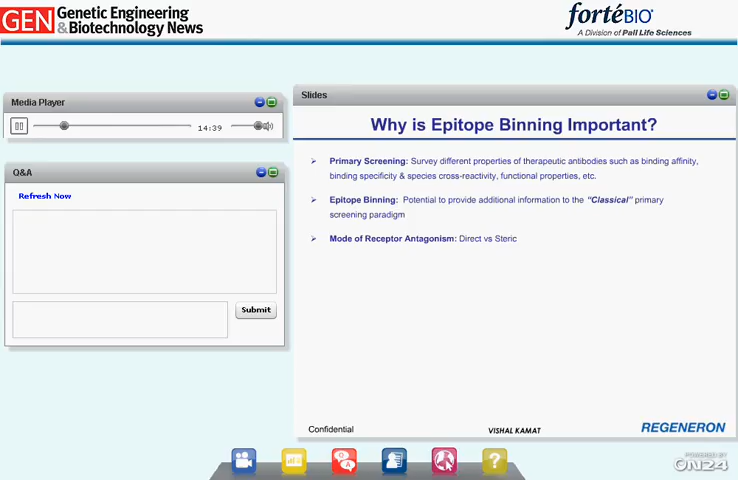 GEN Genetic Engineering
& Biotechnology News
fortéBIO®
A Division of Pall Life Sciences
Media Player
14:39
Q&A
Refresh Now
Submit
Slides
Why is Epitope Binning Important?
➢ Primary Screening: Survey different properties of therapeutic antibodies such as binding affinity,
binding specificity & species cross-reactivity, functional properties, etc.
➢ Epitope Binning: Potential to provide additional information to the “Classical” primary
screening paradigm
➢ Mode of Receptor Antagonism: Direct vs Steric
Confidential
VISHAL KAMAT
REGENERON
Q A
?
POWERED BY
ON24